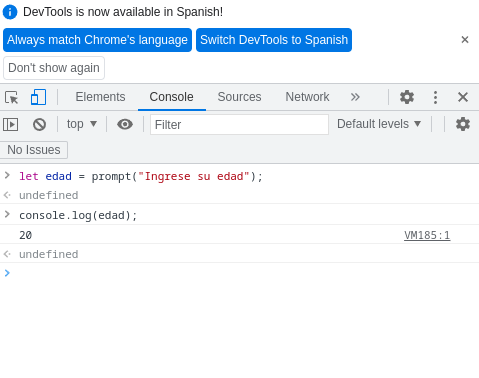 DevTools is now available in Spanish!
Always match Chrome's language Switch DevTools to Spanish
Don't show again
Elements Console Sources Network
top Filter Default levels
No Issues
let edad = prompt("Ingrese su edad");
undefined
console.log(edad);
20 VM185:1
undefined